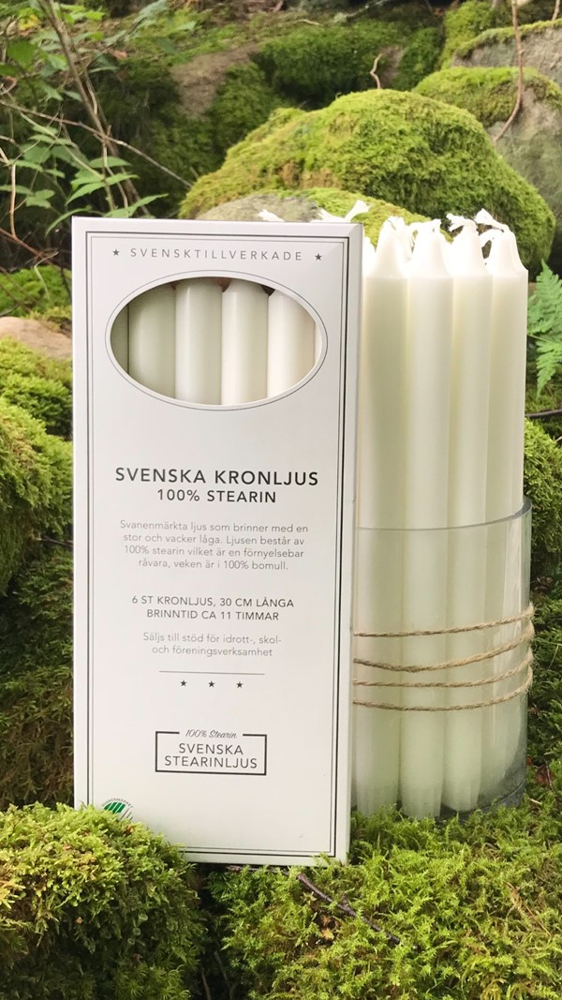 ★ SVENSKTILLVERKADE ★
SVENSKA KRONLJUS
100% STEARIN
Svanenmärkta ljus som brinner med en
stor och vacker låga. Ljusen består av
100% stearin vilket är en förnyelsebar
råvara, veken är i 100% bomull.
6 ST KRONLJUS, 30 CM LÅNGA
BRINNTID CA 11 TIMMAR
Säljs till stöd för idrott-, skol-
och föreningsverksamhet
★ ★ ★
100% Stearin
SVENSKA
STEARINLJUS